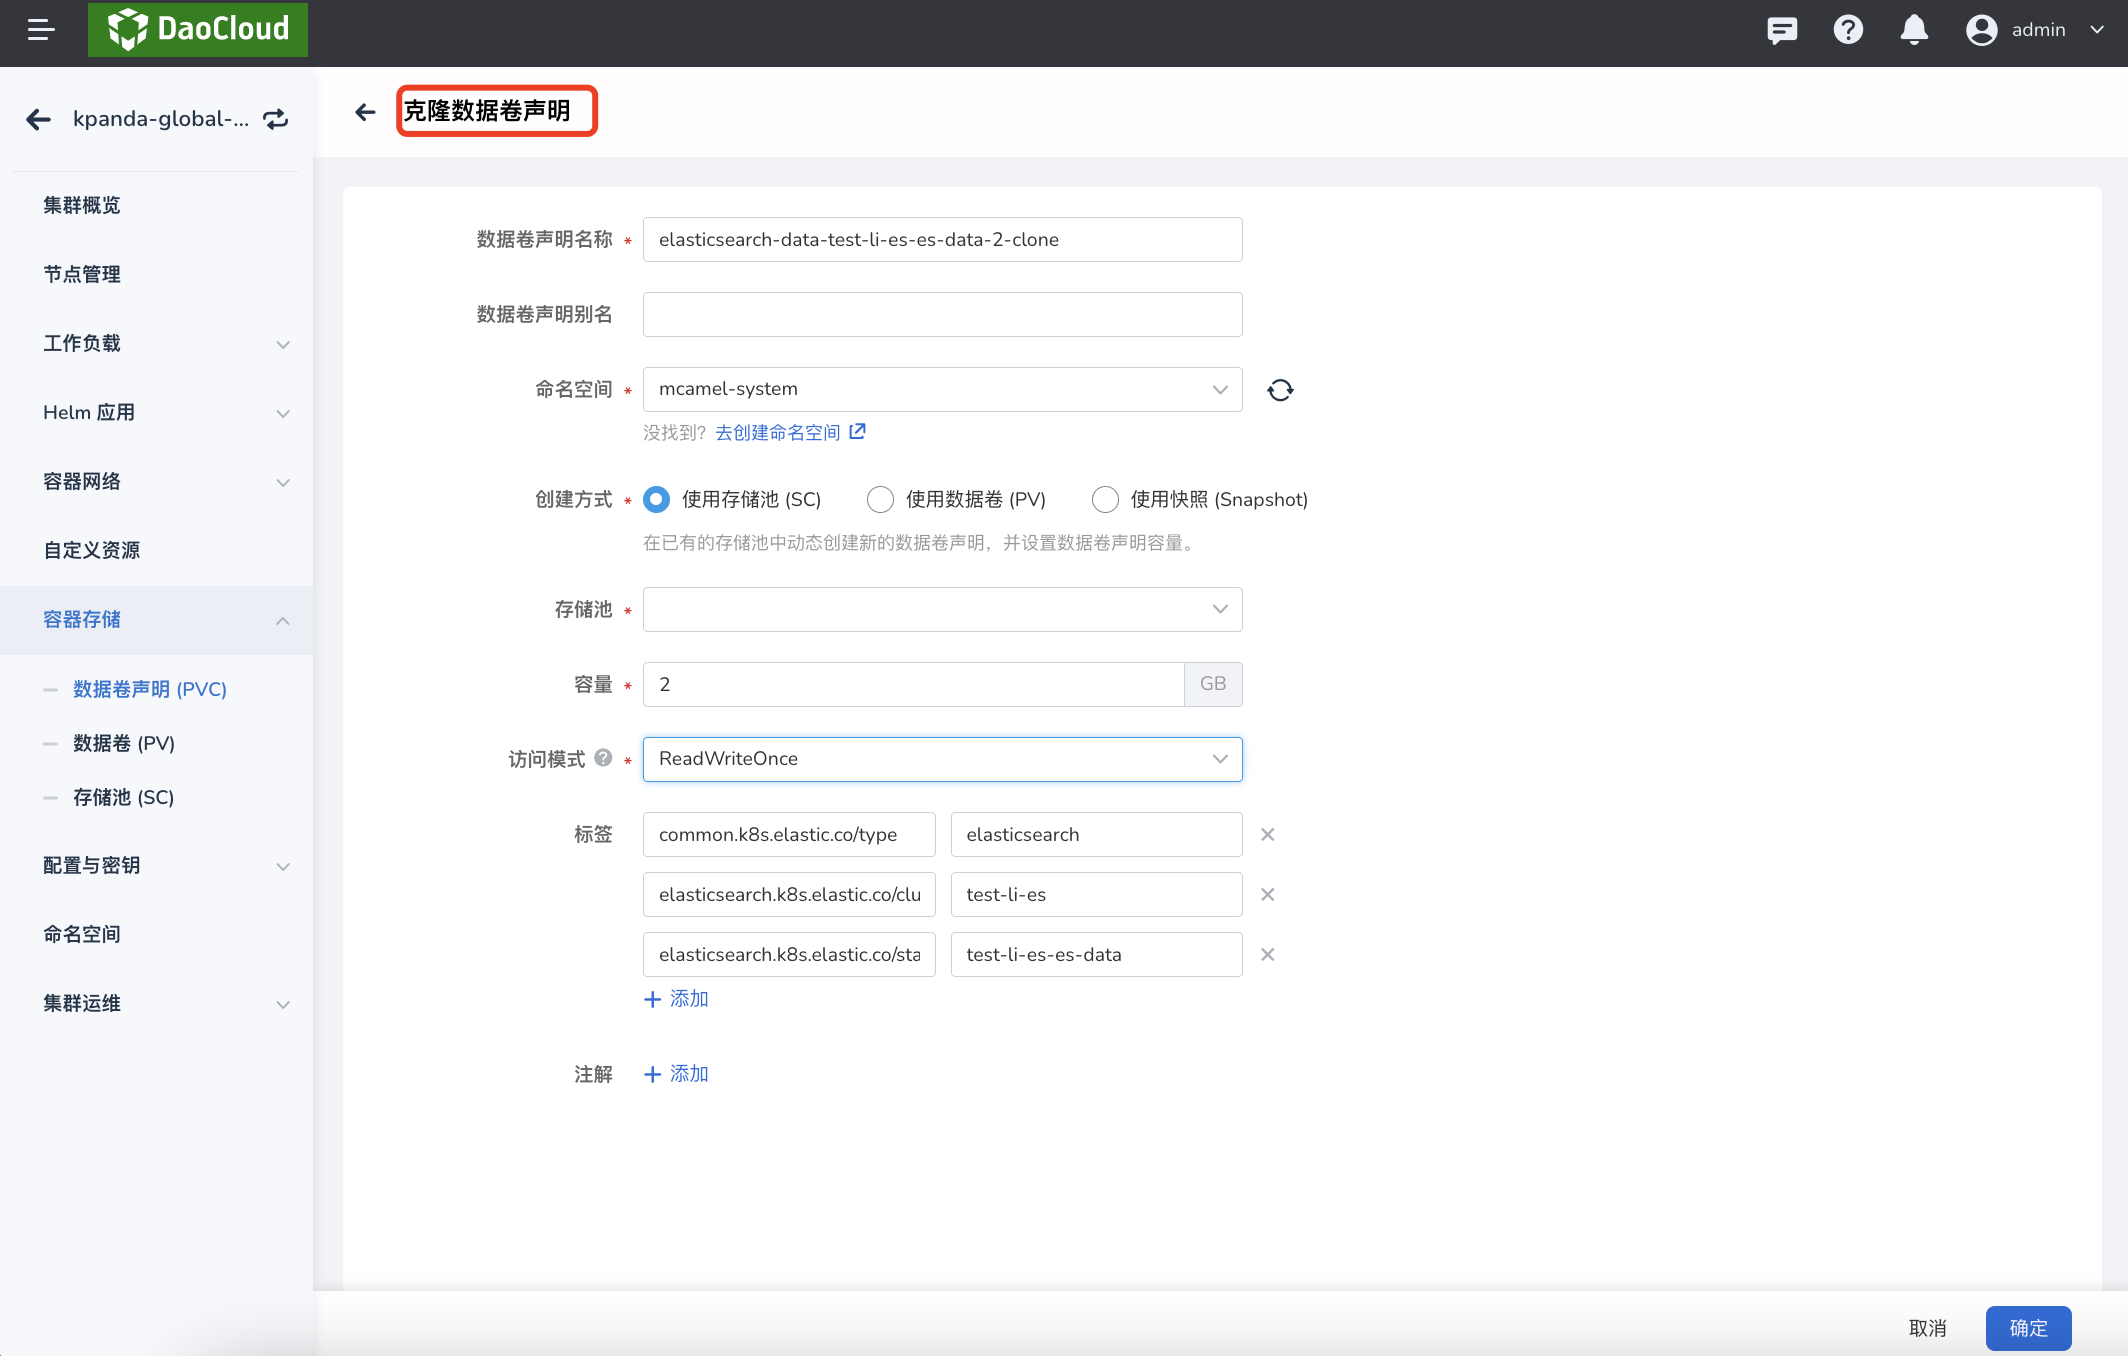 DaoCloud
admin
kpanda-global-...
集群概览
节点管理
工作负载
Helm 应用
容器网络
自定义资源
容器存储
数据卷声明 (PVC)
数据卷 (PV)
存储池 (SC)
配置与密钥
命名空间
集群运维
克隆数据卷声明
数据卷声明名称 * elasticsearch-data-test-li-es-es-data-2-clone
数据卷声明别名
命名空间 * mcamel-system
没找到? 去创建命名空间
创建方式 * 使用存储池 (SC) 使用数据卷 (PV) 使用快照 (Snapshot)
在已有的存储池中动态创建新的数据卷声明，并设置数据卷声明容量。
存储池 *
容量 * 2 GB
访问模式 * ReadWriteOnce
标签 common.k8s.elastic.co/type elasticsearch
elasticsearch.k8s.elastic.co/clu test-li-es
elasticsearch.k8s.elastic.co/sta test-li-es-es-data
+ 添加
注解 + 添加
取消 确定